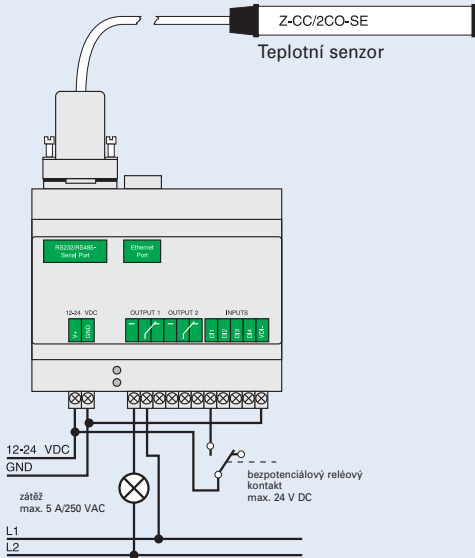 Z-CC/2CO-SE
Teplotní senzor
RS232/RS485-
Serial Port
Ethernet
Port
12-24 VDC
OUTPUT 1
OUTPUT 2
INPUTS
V+
GND
DI1
DI2
DI3
DI4
VDI-
12-24 VDC
GND
bezpotenciálový reléový
kontakt
max. 24 V DC
zátěž
max. 5 A/250 VAC
L1
L2